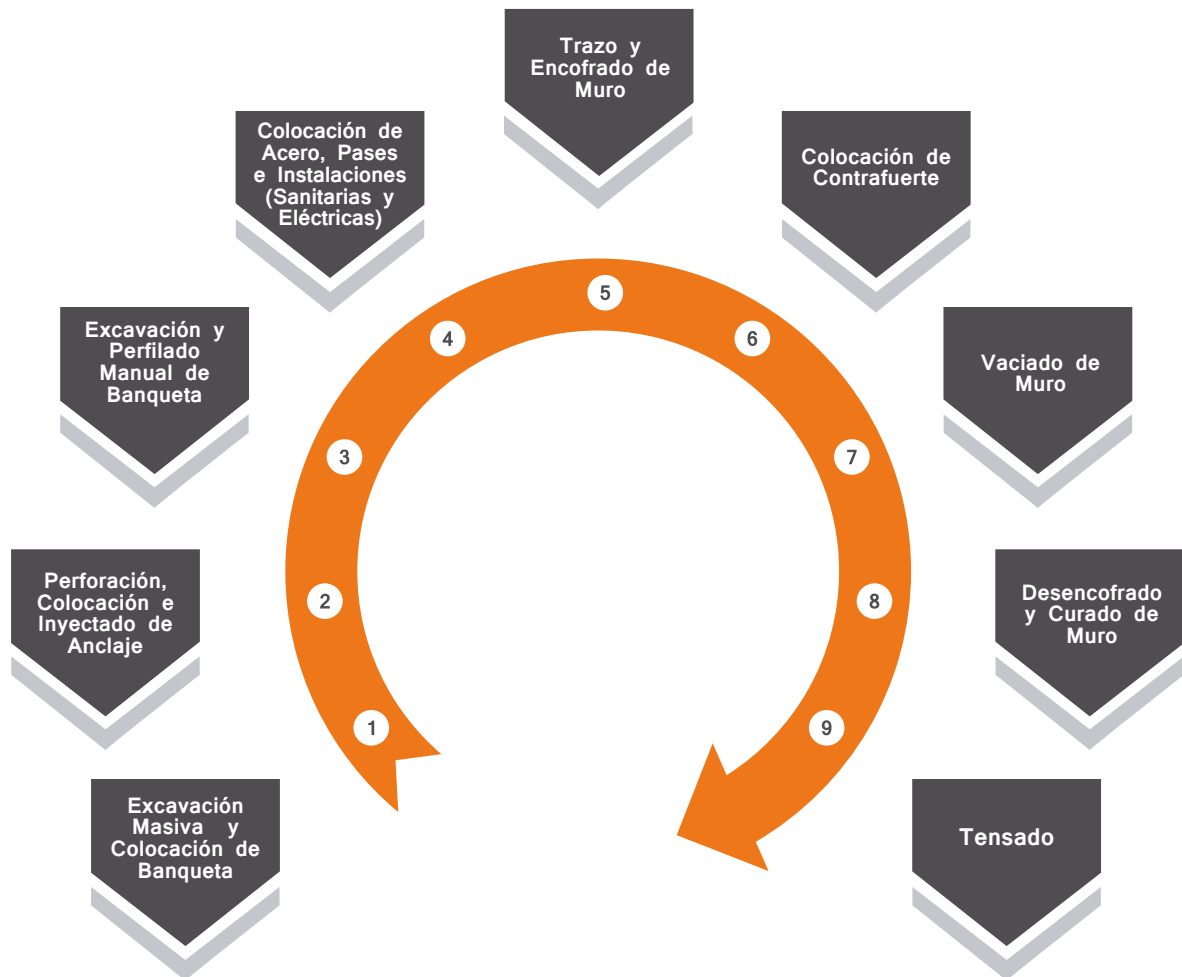 Trazo y
Encofrado de
Muro
Colocación de
Acero, Pases
e Instalaciones
(Sanitarias y
Eléctricas)
Colocación de
Contrafuerte
Excavación y
Perfilado
Manual de
Banqueta
Vaciado de
Muro
Perforación,
Colocación e
Inyectado de
Anclaje
Desencofrado
y Curado de
Muro
Excavación
Masiva y
Colocación de
Banqueta
Tensado
1
2
3
4
5
6
7
8
9